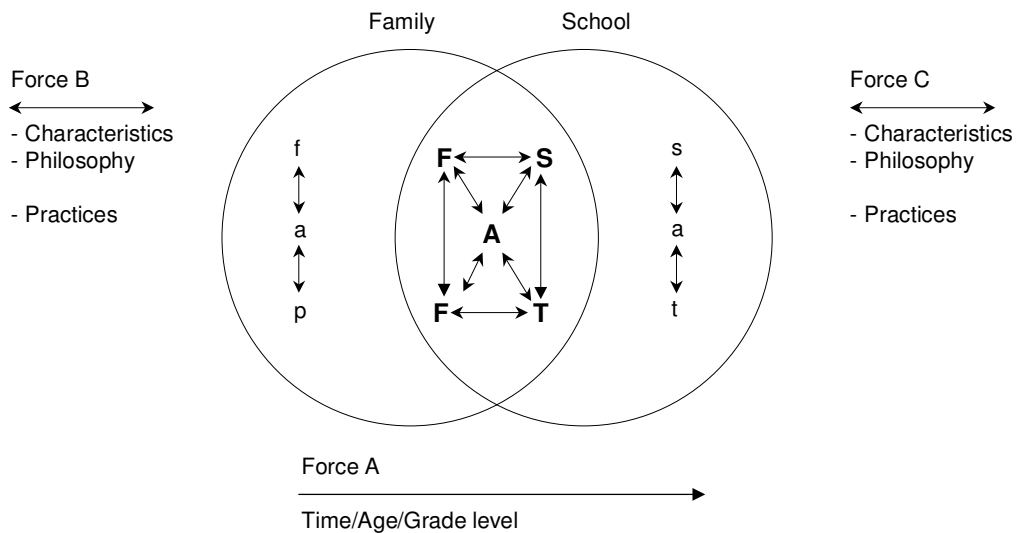 Family
School
Force B
- Characteristics
- Philosophy
- Practices
Force C
- Characteristics
- Philosophy
- Practices
f
a
p
F
S
A
F
T
s
a
t
Force A
Time/Age/Grade level